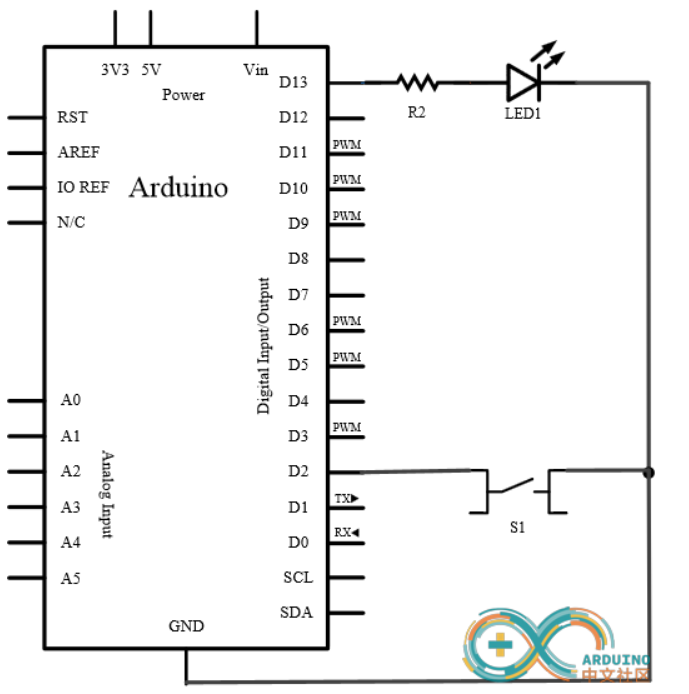 3V3 5V Vin
Power
D13
D12
D11 PWM
D10 PWM
D9 PWM
D8
D7
D6 PWM
D5 PWM
D4
D3 PWM
D2
D1 TX▶
D0 RX◀
SCL
SDA
RST
AREF
IO REF
N/C
Arduino
Digital Input/Output
A0
A1
A2
A3
A4
A5
Analog Input
GND
R2
LED1
S1
ARDUINO
中文社区